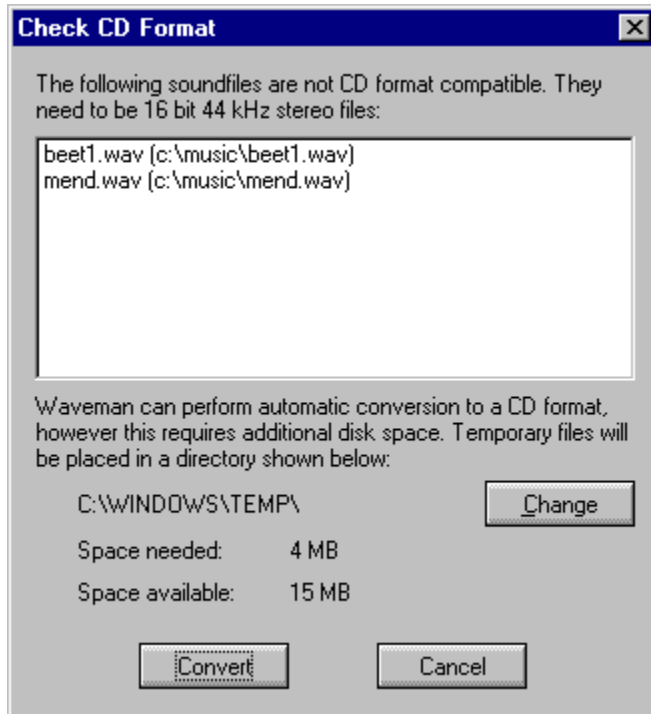 Check CD Format
The following soundfiles are not CD format compatible. They
need to be 16 bit 44 kHz stereo files:
beet1.wav (c:\music\beet1.wav)
mend.wav (c:\music\mend.wav)
Waveman can perform automatic conversion to a CD format,
however this requires additional disk space. Temporary files will
be placed in a directory shown below:
C:\WINDOWS\TEMP\
Change
Space needed: 4 MB
Space available: 15 MB
Convert Cancel